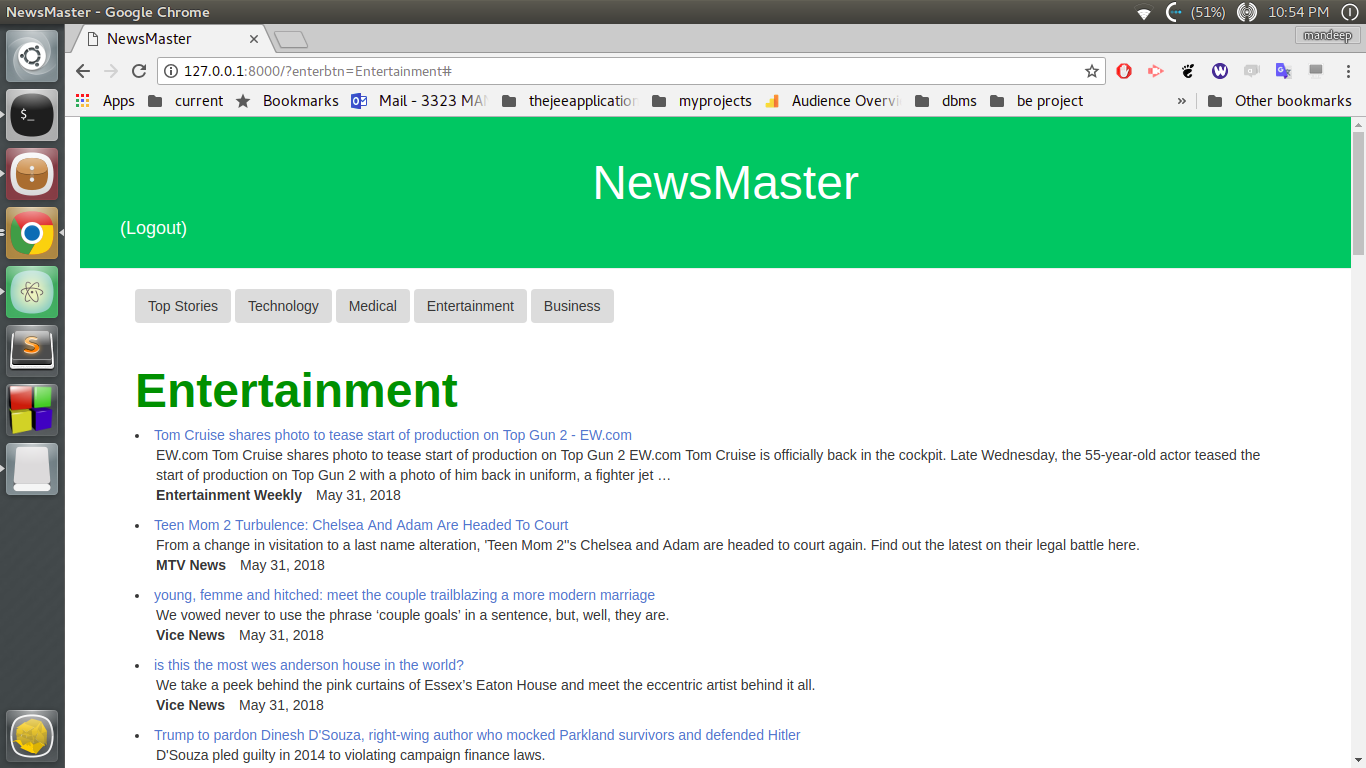 NewsMaster - Google Chrome
(51%) 10:54 PM
NewsMaster
mandeep
127.0.0.1:8000/?enterbtn=Entertainment#
Apps current Bookmarks Mail - 3323 MAN thejeeapplication myprojects Audience Overvi dbms be project » Other bookmarks
NewsMaster
(Logout)
Top Stories Technology Medical Entertainment Business
Entertainment
• Tom Cruise shares photo to tease start of production on Top Gun 2 - EW.com
EW.com Tom Cruise shares photo to tease start of production on Top Gun 2 EW.com Tom Cruise is officially back in the cockpit. Late Wednesday, the 55-year-old actor teased the
start of production on Top Gun 2 with a photo of him back in uniform, a fighter jet …
Entertainment Weekly May 31, 2018
• Teen Mom 2 Turbulence: Chelsea And Adam Are Headed To Court
From a change in visitation to a last name alteration, 'Teen Mom 2''s Chelsea and Adam are headed to court again. Find out the latest on their legal battle here.
MTV News May 31, 2018
• young, femme and hitched: meet the couple trailblazing a more modern marriage
We vowed never to use the phrase ‘couple goals’ in a sentence, but, well, they are.
Vice News May 31, 2018
• is this the most wes anderson house in the world?
We take a peek behind the pink curtains of Essex’s Eaton House and meet the eccentric artist behind it all.
Vice News May 31, 2018
• Trump to pardon Dinesh D'Souza, right-wing author who mocked Parkland survivors and defended Hitler
D'Souza pled guilty in 2014 to violating campaign finance laws.